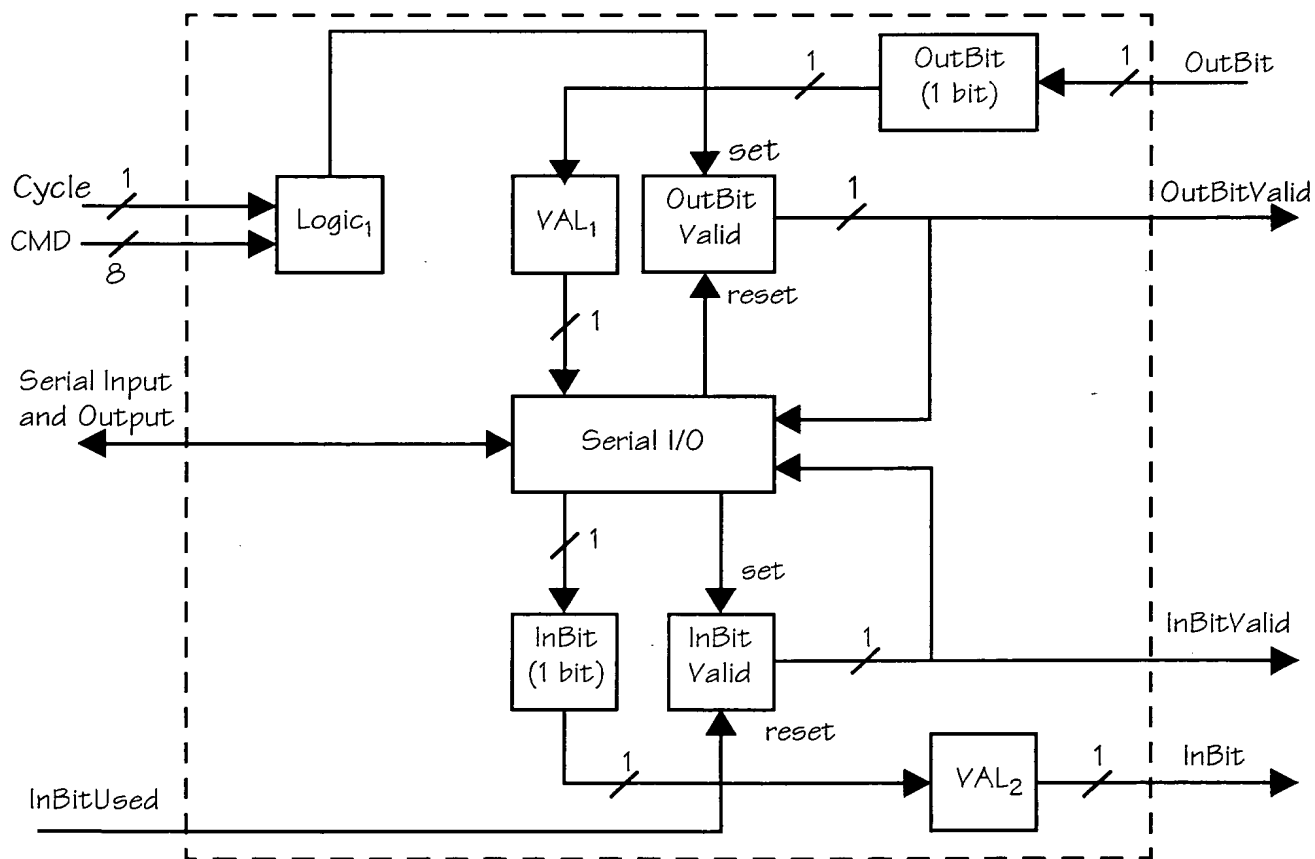 1
OutBit
(1 bit)
1
OutBit
set
Cycle
1
CMD
8
Logic1
VAL1
OutBit
Valid
1
OutBitValid
reset
1
Serial Input
and Output
Serial I/O
1
set
InBit
(1 bit)
InBit
Valid
1
InBitValid
reset
1
VAL2
1
InBit
InBitUsed